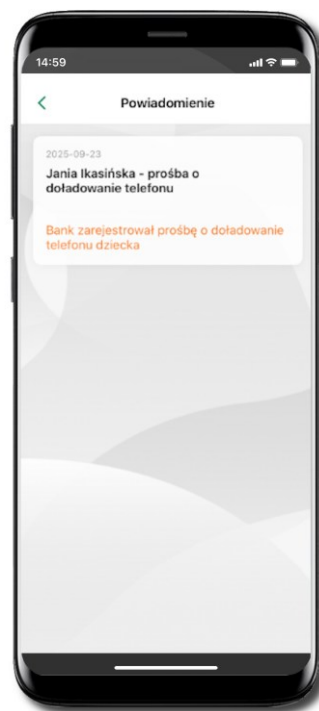 14:59
Powiadomienie
2025-09-23
Jania Ikasińska - prośba o
doładowanie telefonu
Bank zarejestrował prośbę o doładowanie
telefonu dziecka